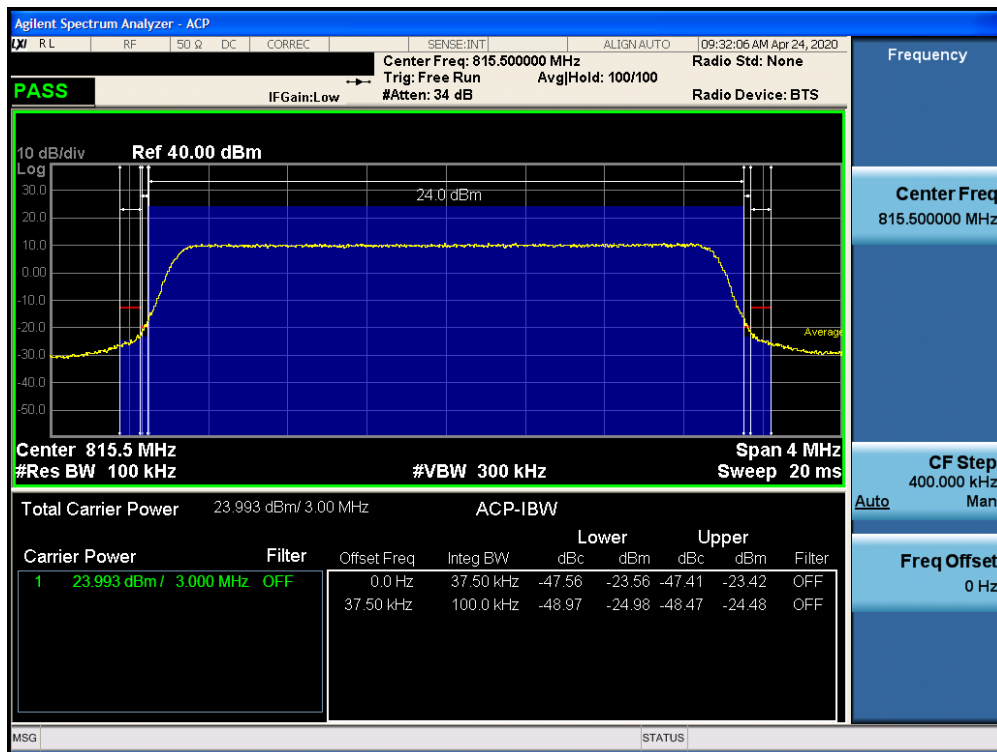 Agilent Spectrum Analyzer - ACP
LXI RL RF 50 Ω DC CORREC SENSE:INT ALIGN AUTO 09:32:06 AM Apr 24, 2020
Center Freq: 815.500000 MHz Radio Std: None
Trig: Free Run Avg|Hold: 100/100
PASS IFGain:Low #Atten: 34 dB Radio Device: BTS
10 dB/div Ref 40.00 dBm
Log
30.0 24.0 dBm
20.0
10.0
0.00
-10.0
-20.0 Average
-30.0
-40.0
-50.0
Center 815.5 MHz Span 4 MHz
#Res BW 100 kHz #VBW 300 kHz Sweep 20 ms
Total Carrier Power 23.993 dBm/ 3.00 MHz ACP-IBW
Lower Upper
Carrier Power Filter Offset Freq Integ BW dBc dBm dBc dBm Filter
1 23.993 dBm / 3.000 MHz OFF 0.0 Hz 37.50 kHz -47.56 -23.56 -47.41 -23.42 OFF
37.50 kHz 100.0 kHz -48.97 -24.98 -48.47 -24.48 OFF
MSG STATUS
Frequency
Center Freq
815.500000 MHz
CF Step
400.000 kHz
Auto Man
Freq Offset
0 Hz